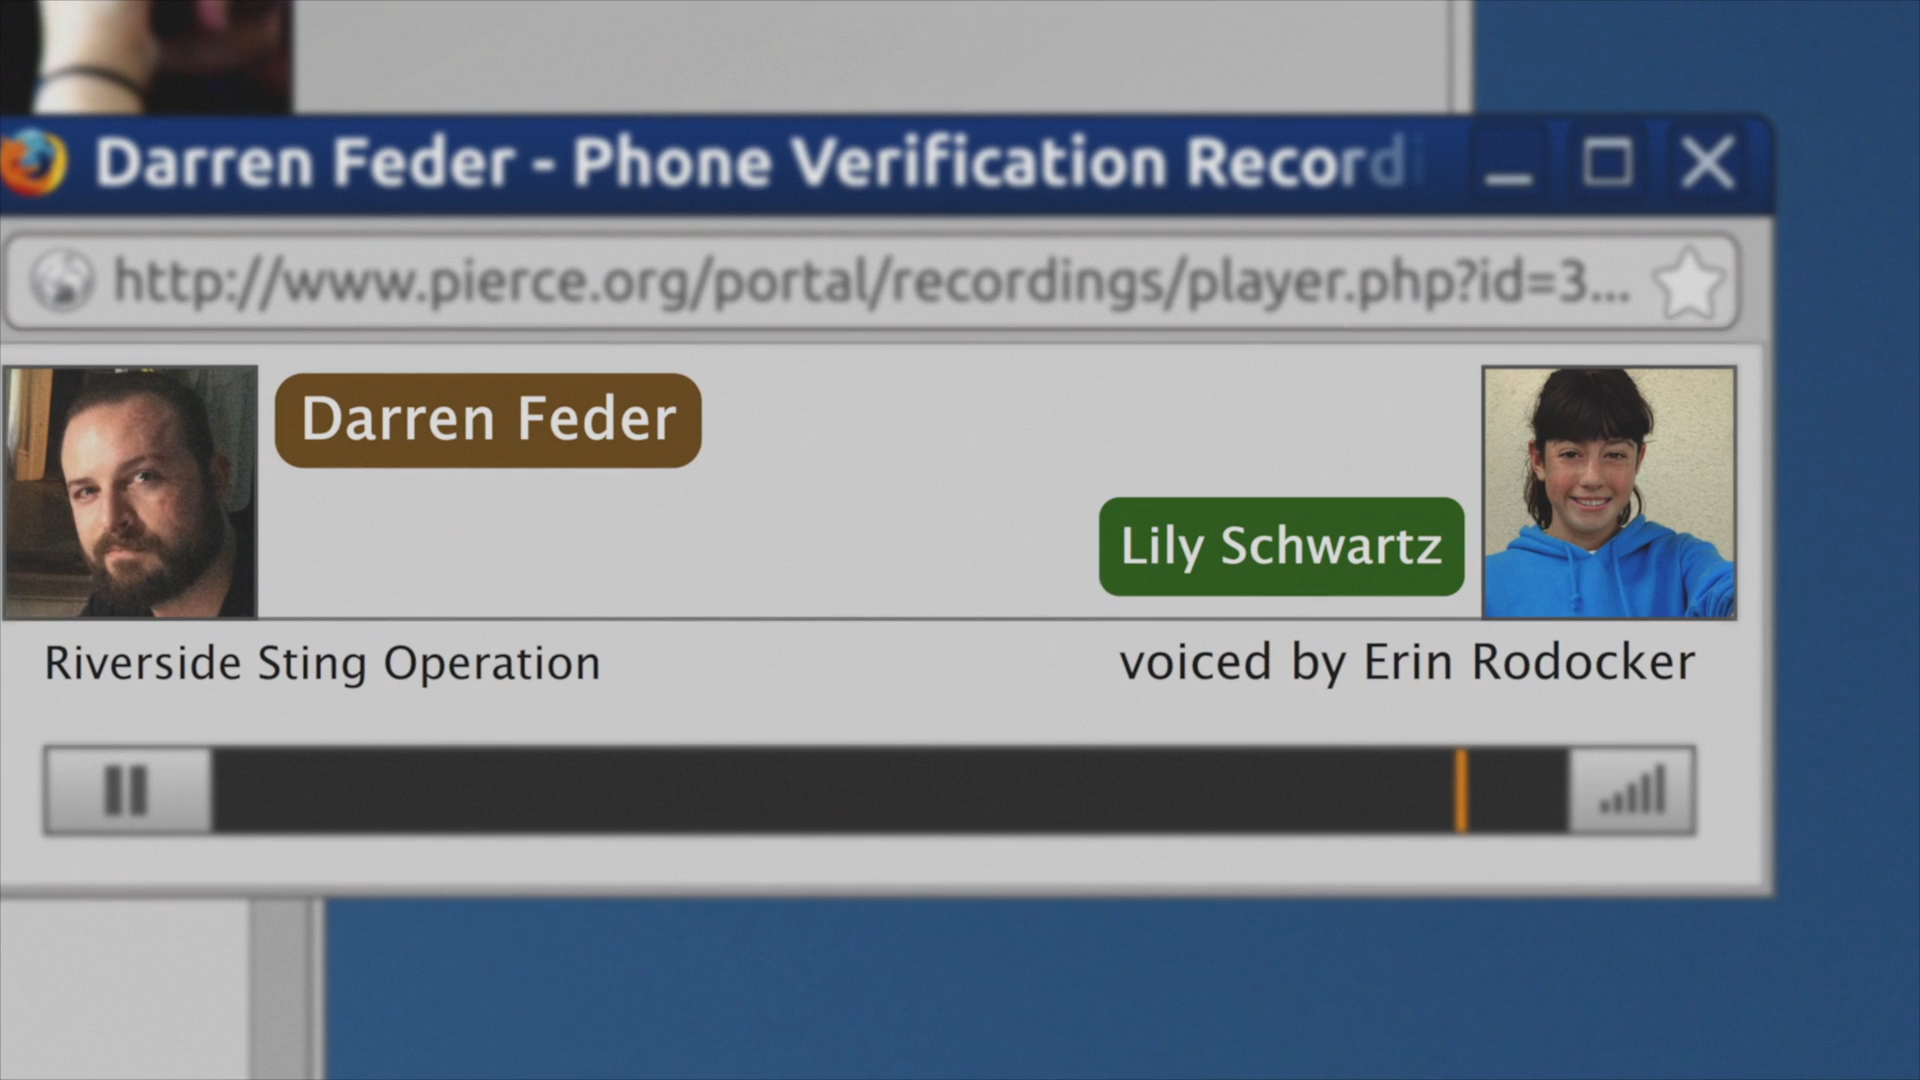 Darren Feder - Phone Verification Recordi
http://www.pierce.org/portal/recordings/player.php?id=3...
Darren Feder
Lily Schwartz
Riverside Sting Operation
voiced by Erin Rodocker